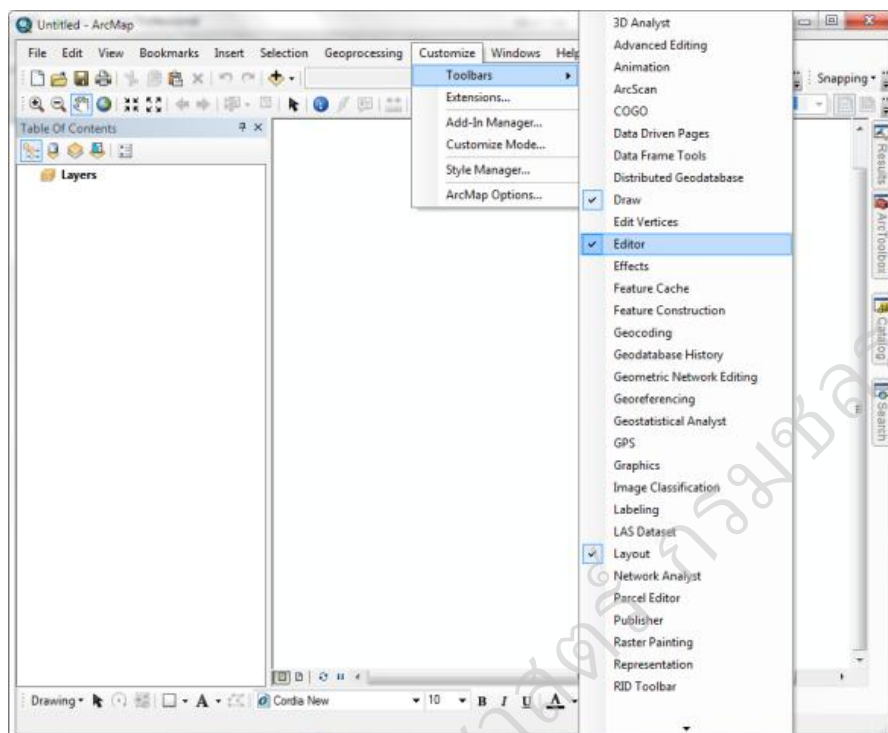 Untitled - ArcMap
File Edit View Bookmarks Insert Selection Geoprocessing Customize Windows Help
Snapping
Table Of Contents
Layers
Toolbars
Extensions...
Add-In Manager...
Customize Mode...
Style Manager...
ArcMap Options...
3D Analyst
Advanced Editing
Animation
ArcScan
COGO
Data Driven Pages
Data Frame Tools
Distributed Geodatabase
Draw
Edit Vertices
Editor
Effects
Feature Cache
Feature Construction
Geocoding
Geodatabase History
Geometric Network Editing
Georeferencing
Geostatistical Analyst
GPS
Graphics
Image Classification
Labeling
LAS Dataset
Layout
Network Analyst
Parcel Editor
Publisher
Raster Painting
Representation
RID Toolbar
Results
ArcToolbox
Catalog
Search
Drawing A Cordia New 10 B I U A